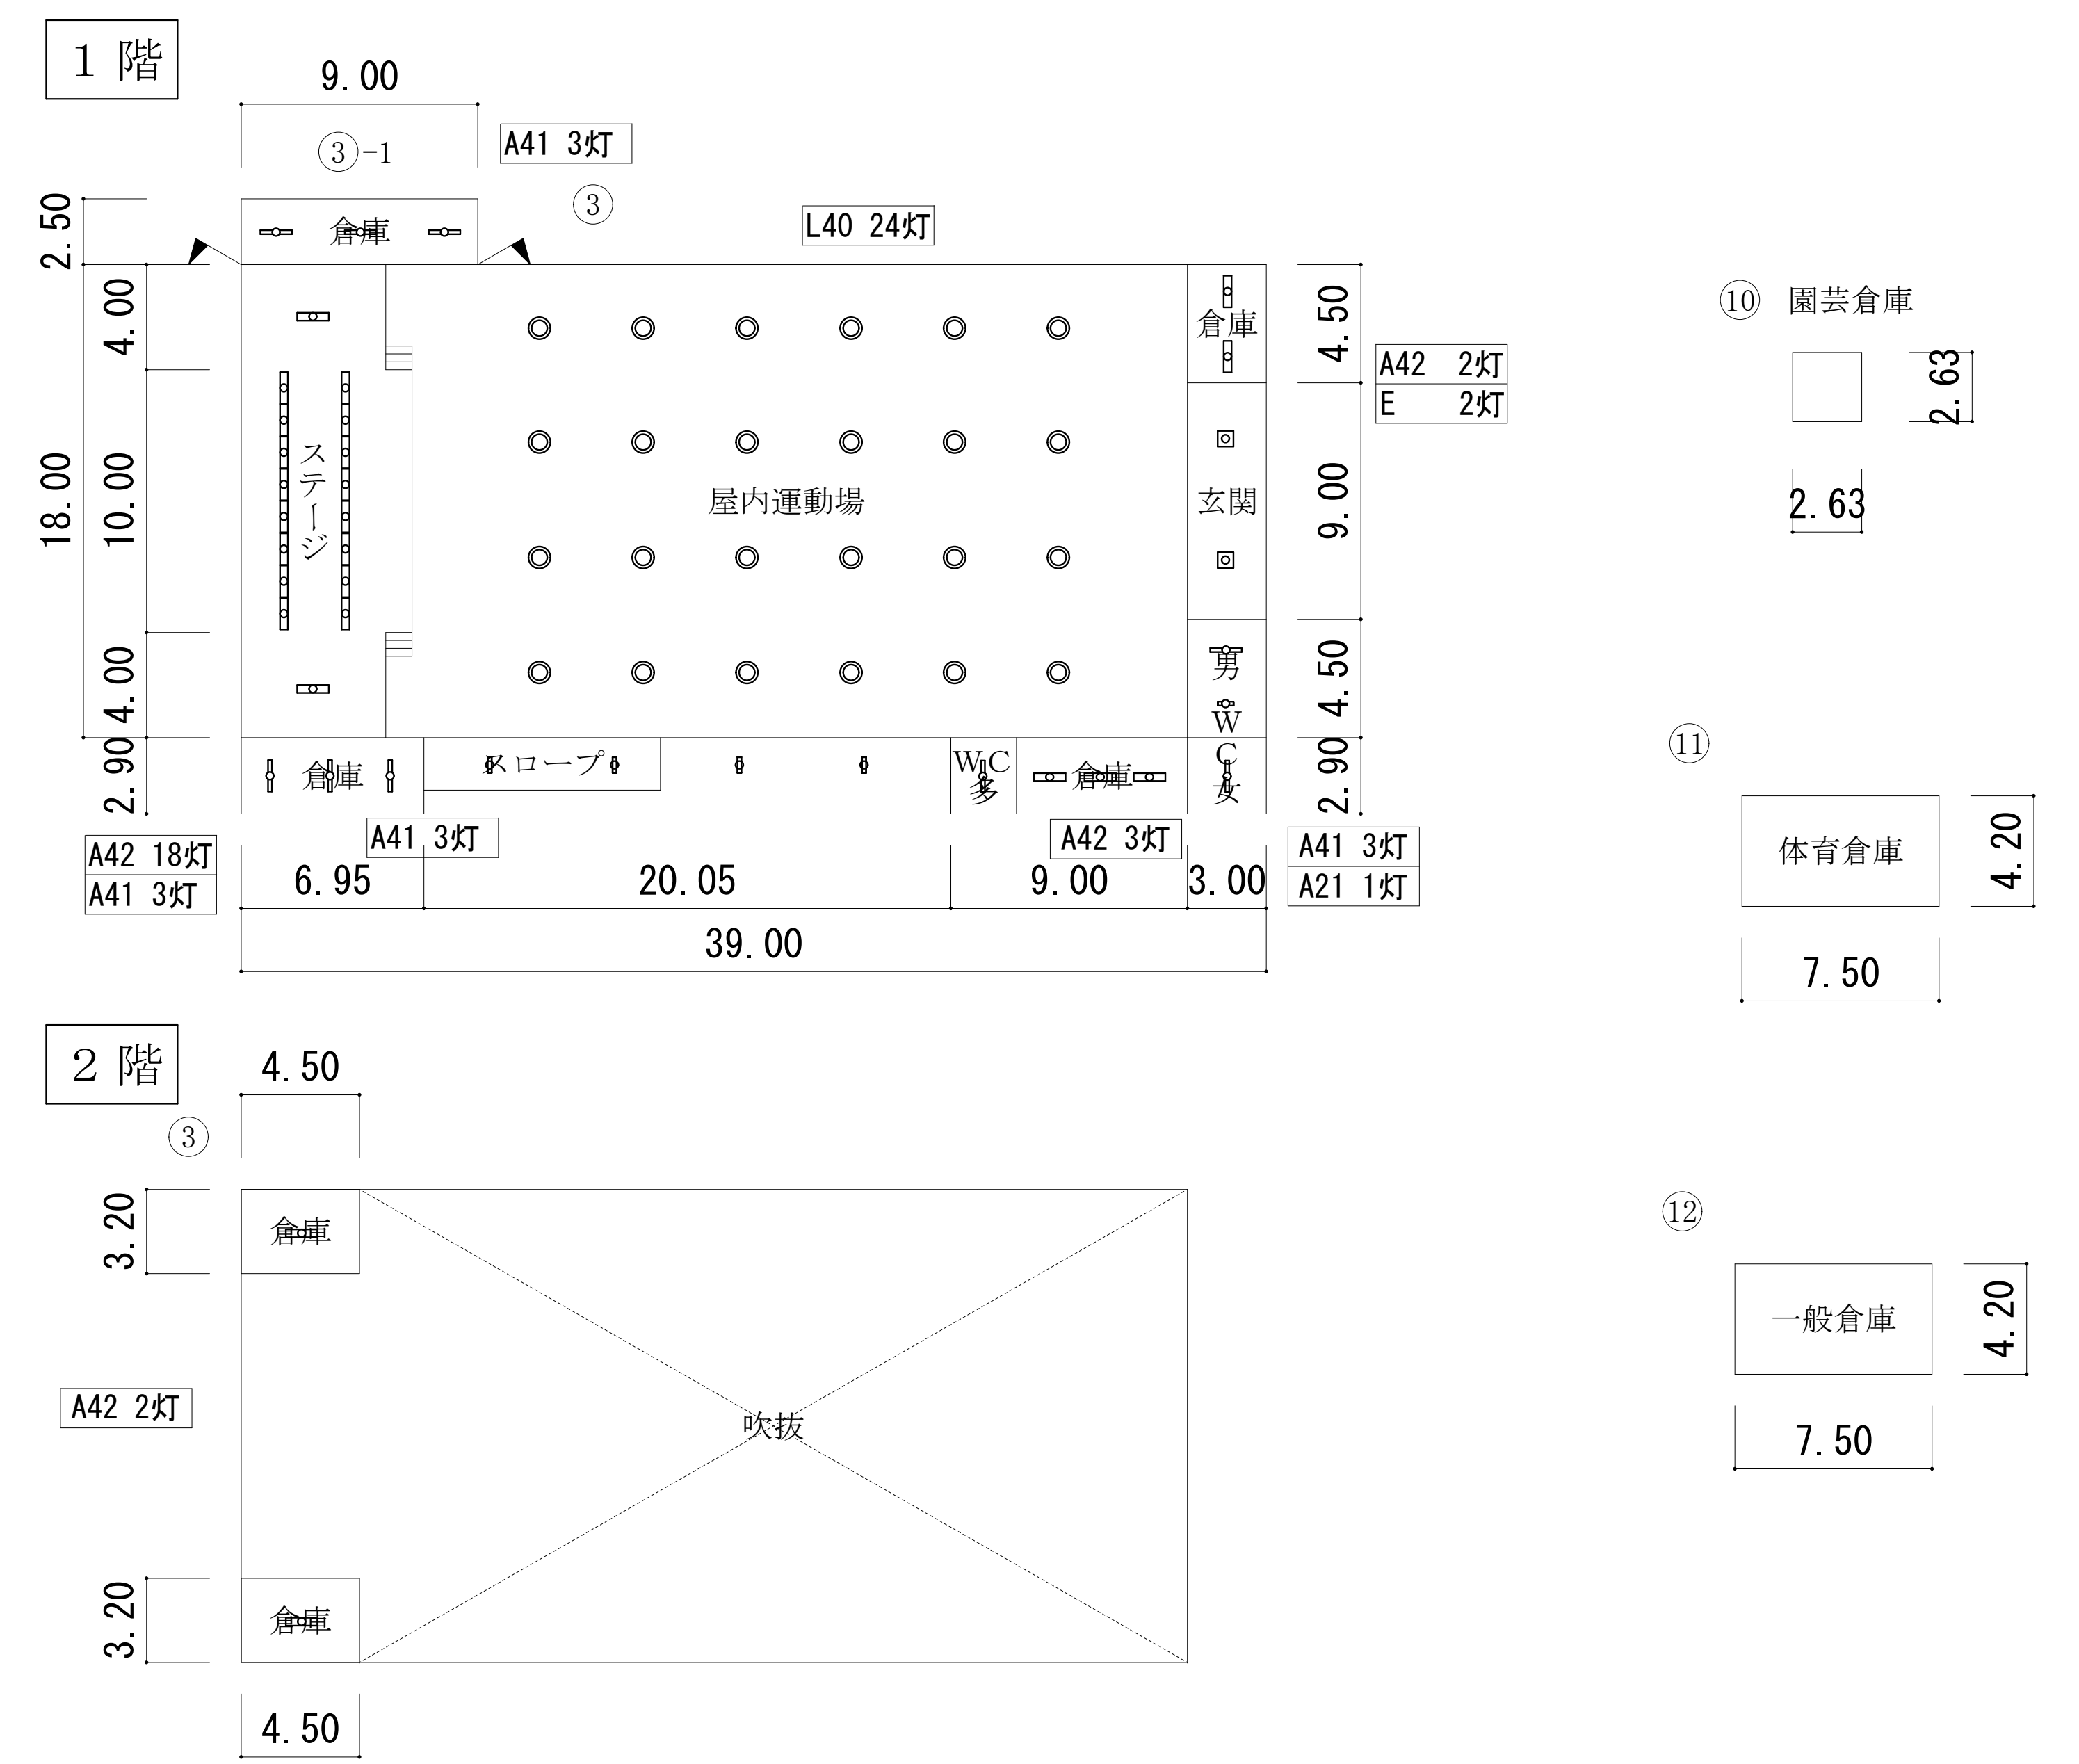 1 階
9.00
③-1
A41 3灯
③
L40 24灯
2.50
倉庫
4.00
18.00
10.00
4.00
2.90
ステージ
屋内運動場
倉庫
玄関
男
W
C
女
4.50
9.00
4.50
2.90
A42 2灯
E 2灯
倉庫
スロープ
WC
多
倉庫
A42 18灯
A41 3灯
A41 3灯
A42 3灯
A41 3灯
A21 1灯
6.95
20.05
9.00
3.00
39.00
⑩ 園芸倉庫
2.63
2.63
⑪
体育倉庫
4.20
7.50
2 階
4.50
③
3.20
倉庫
A42 2灯
吹抜
3.20
倉庫
4.50
⑫
一般倉庫
4.20
7.50